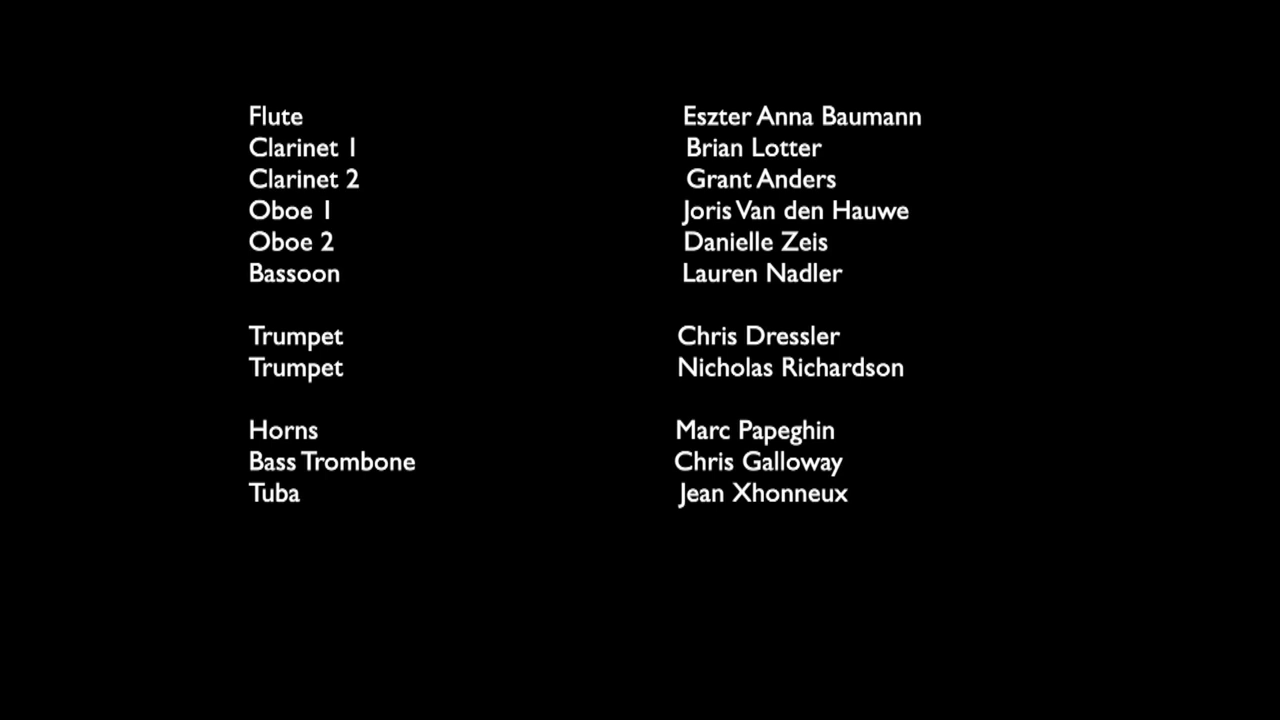 Flute Eszter Anna Baumann
Clarinet 1 Brian Lotter
Clarinet 2 Grant Anders
Oboe 1 Joris Van den Hauwe
Oboe 2 Danielle Zeis
Bassoon Lauren Nadler
Trumpet Chris Dressler
Trumpet Nicholas Richardson
Horns Marc Papeghin
Bass Trombone Chris Galloway
Tuba Jean Xhonneux